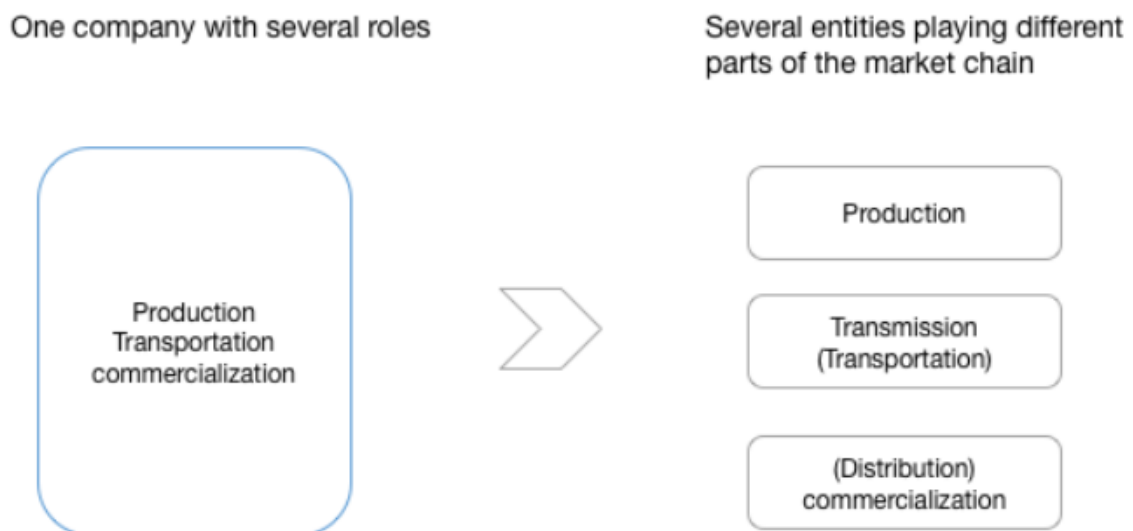 One company with several roles
Several entities playing different
parts of the market chain
Production
Transportation
commercialization
Production
Transmission
(Transportation)
(Distribution)
commercialization